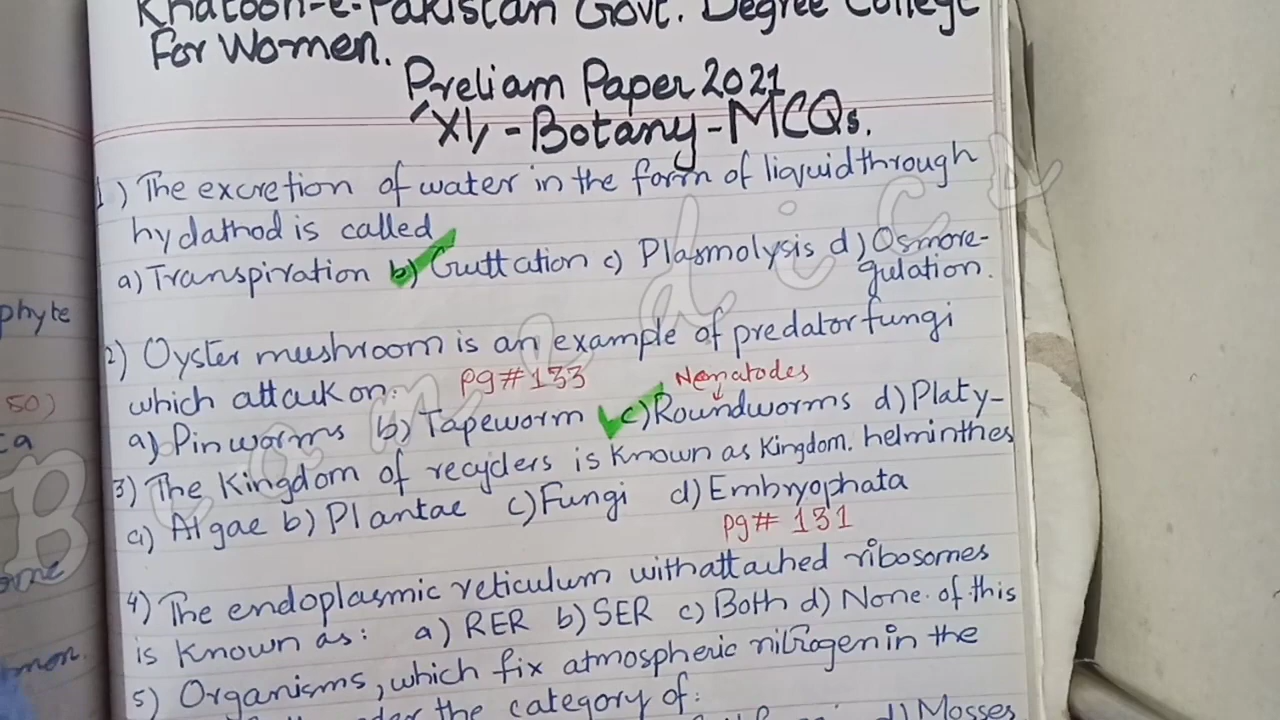 Khatoon-e-Pakistan Govt. Degree College
For Women.
Preliam Paper 2021
"XI" - Botany - MCQs.
1) The excretion of water in the form of liquid through
hydathod is called
a) Transpiration b) Guttation c) Plasmolysis d) Osmore-
gulation.
2) Oyster mushroom is an example of predator fungi
which attack on: pg# 133 Nematodes
a) Pinworms b) Tapeworm c) Roundworms d) Platy-
helminthes
3) The Kingdom of recyclers is known as Kingdom.
a) Algae b) Plantae c) Fungi d) Embryophata
pg# 131
4) The endoplasmic reticulum with attached ribosomes
is known as: a) RER b) SER c) Both d) None of this
5) Organisms, which fix atmospheric nitrogen in the
the category of:
d) Mosses
phyte
50)